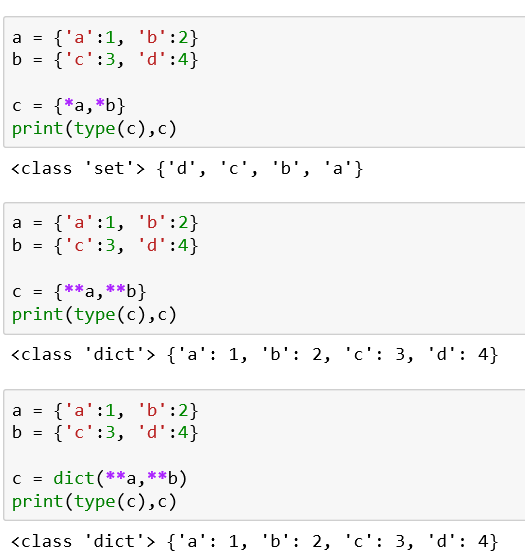 a = {'a':1, 'b':2}
b = {'c':3, 'd':4}
c = {*a,*b}
print(type(c),c)
<class 'set'> {'d', 'c', 'b', 'a'}
a = {'a':1, 'b':2}
b = {'c':3, 'd':4}
c = {**a,**b}
print(type(c),c)
<class 'dict'> {'a': 1, 'b': 2, 'c': 3, 'd': 4}
a = {'a':1, 'b':2}
b = {'c':3, 'd':4}
c = dict(**a,**b)
print(type(c),c)
<class 'dict'> {'a': 1, 'b': 2, 'c': 3, 'd': 4}